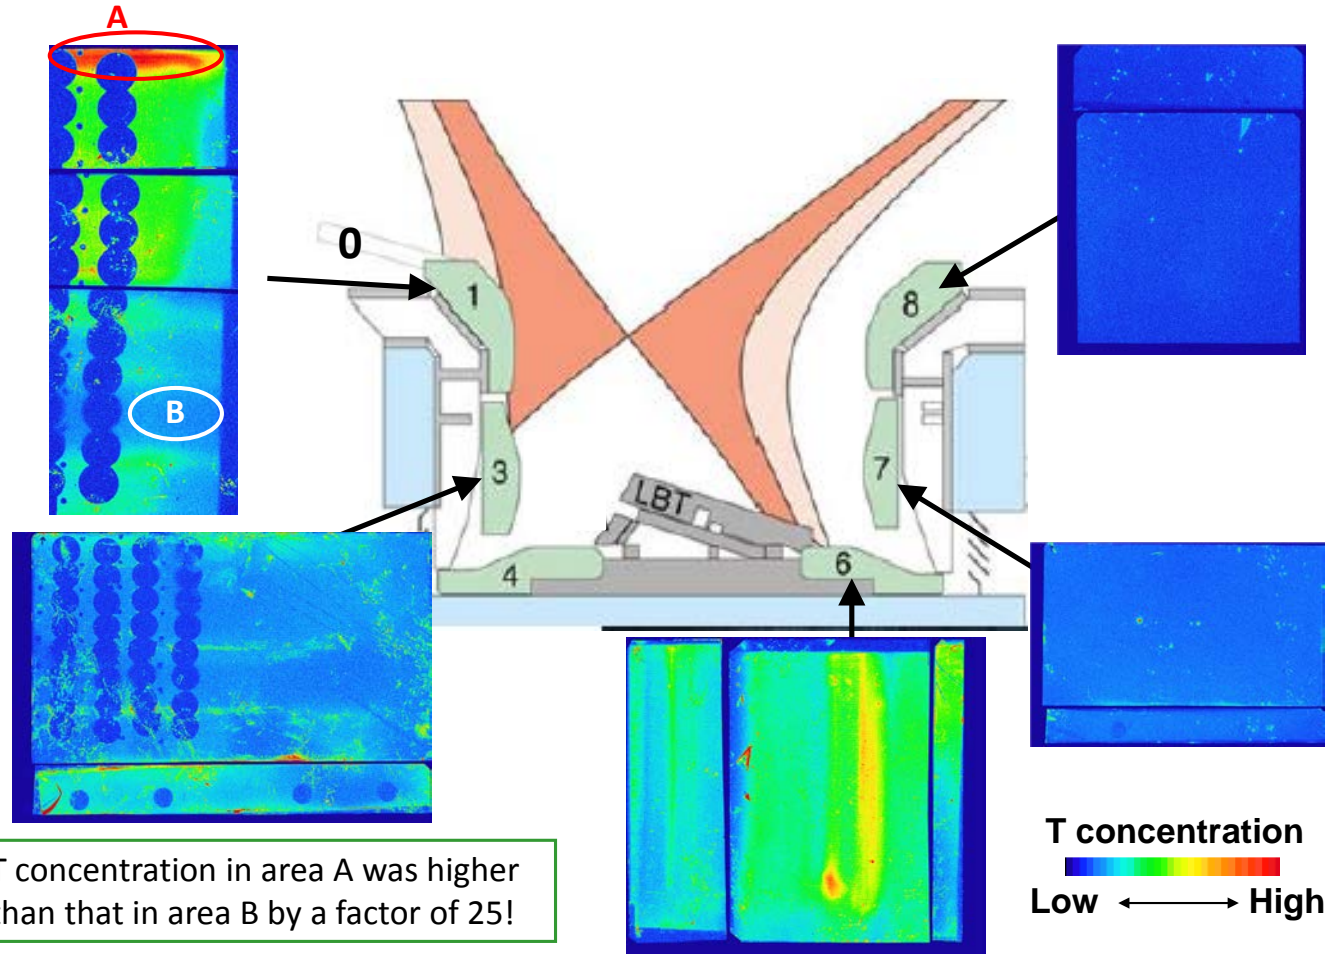 A
B
0
1
8
3
7
LBT
4
6
T concentration in area A was higher
than that in area B by a factor of 25!
T concentration
Low High